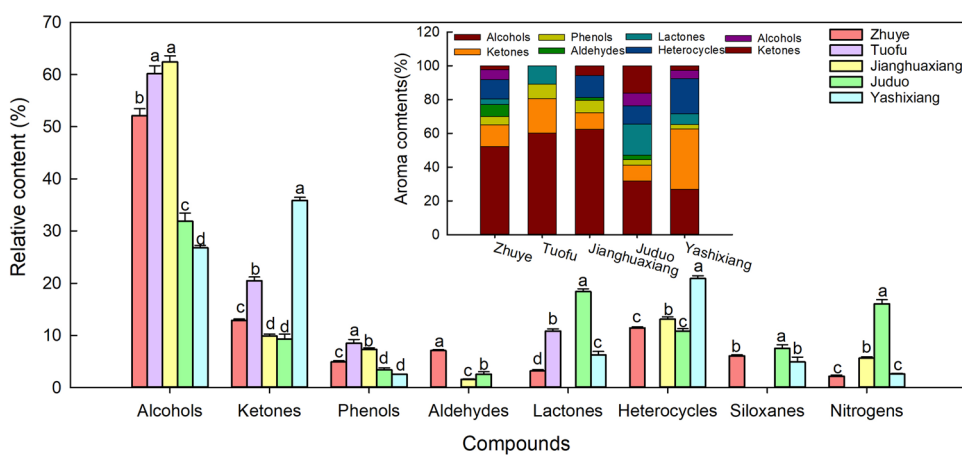 Relative content (%)
70
60
50
40
30
20
10
0
b
a
a
c
d
c
b
d
d
a
c
a
b
d
d
a
c
b
d
b
a
c
c
b
c
a
b
a
b
c
b
a
c
Alcohols
Ketones
Phenols
Aldehydes
Lactones
Heterocycles
Siloxanes
Nitrogens
Compounds
Zhuye
Tuofu
Jianghuaxiang
Juduo
Yashixiang
Aroma contents(%)
120
100
80
60
40
20
0
Alcohols
Phenols
Lactones
Alcohols
Ketones
Aldehydes
Heterocycles
Ketones
Zhuye
Tuofu
Jianghuaxiang
Juduo
Yashixiang